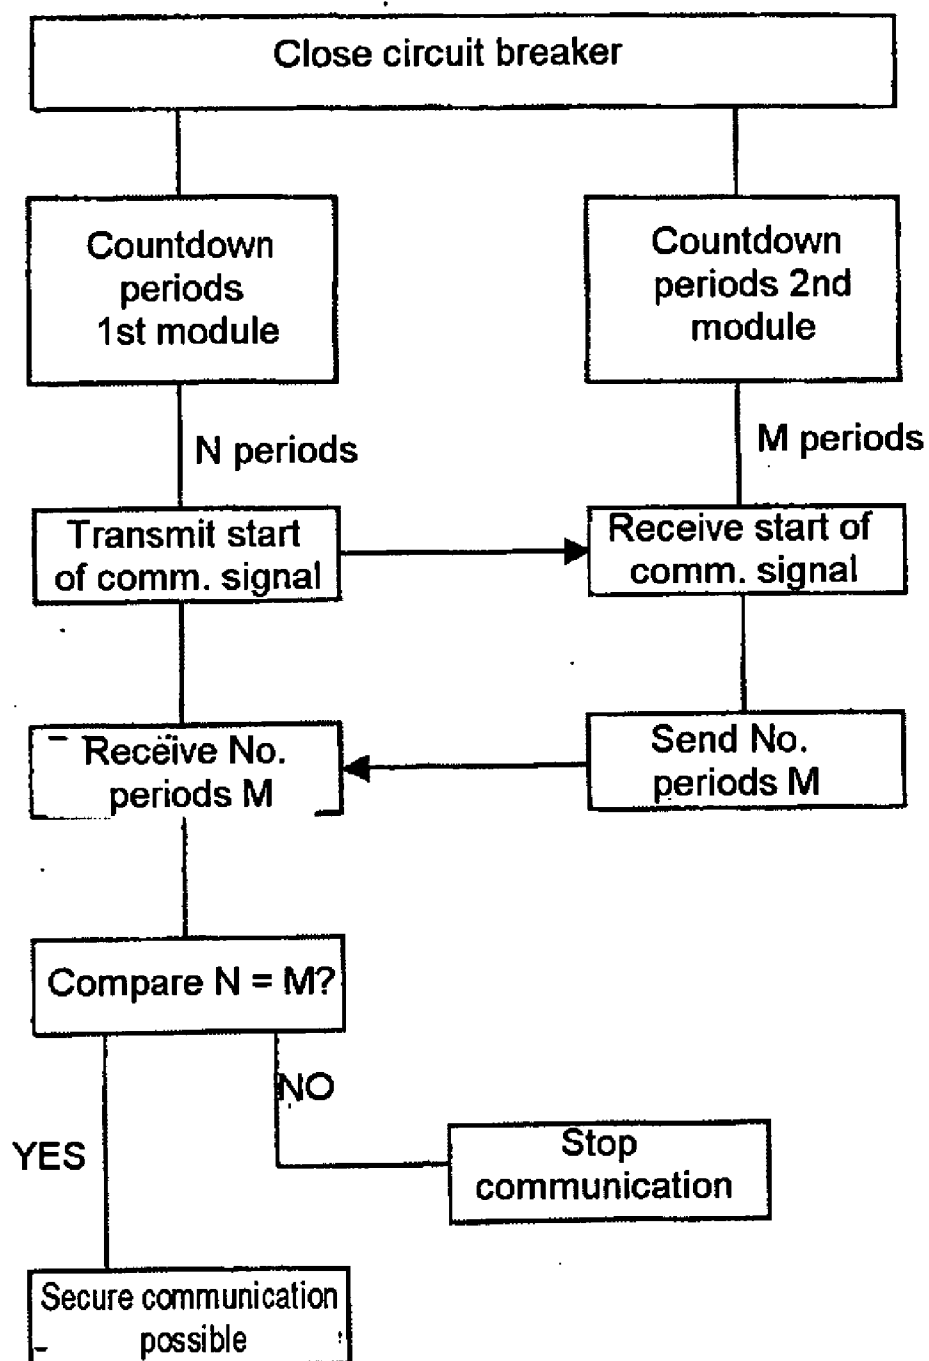 Close circuit breaker
Countdown
periods
1st module
Countdown
periods 2nd
module
N periods
M periods
Transmit start
of comm. signal
Receive start of
comm. signal
Receive No.
periods M
Send No.
periods M
Compare N = M?
NO
YES
Stop
communication
Secure communication
possible